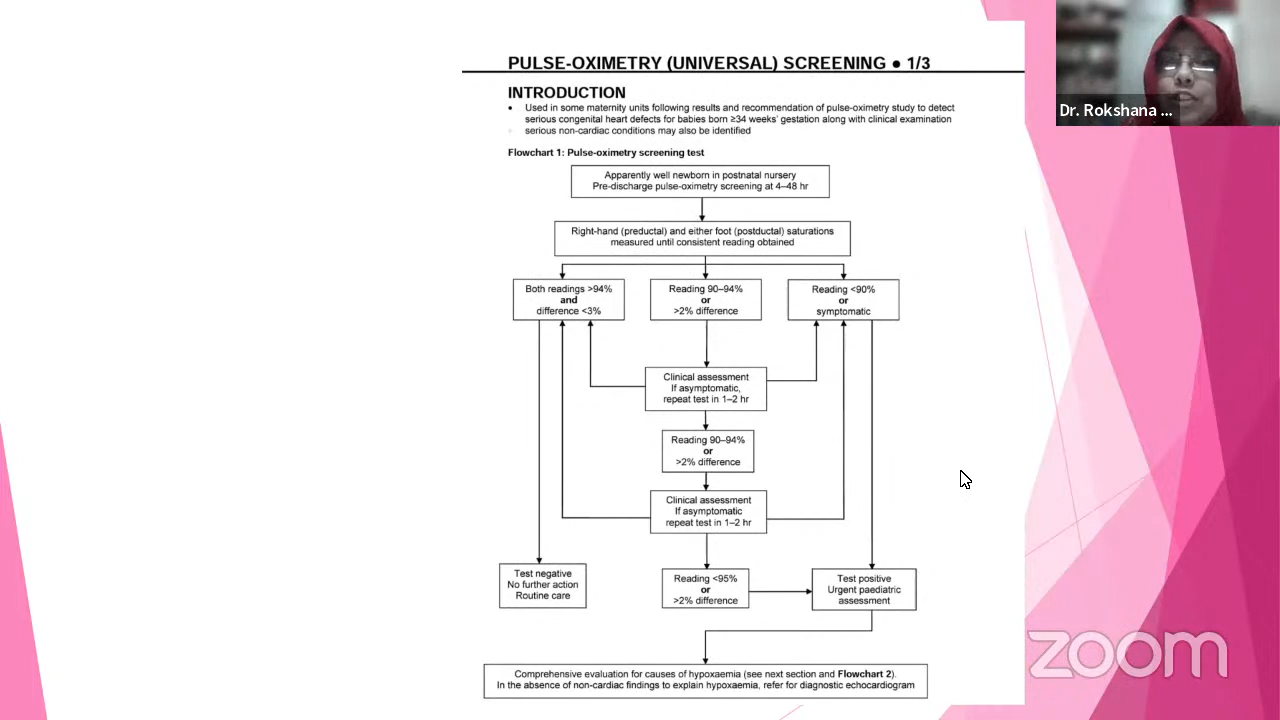 PULSE-OXIMETRY (UNIVERSAL) SCREENING ● 1/3
INTRODUCTION
• Used in some maternity units following results and recommendation of pulse-oximetry study to detect
serious congenital heart defects for babies born ≥34 weeks' gestation along with clinical examination
serious non-cardiac conditions may also be identified
Flowchart 1: Pulse-oximetry screening test
Apparently well newborn in postnatal nursery
Pre-discharge pulse-oximetry screening at 4–48 hr
Right-hand (preductal) and either foot (postductal) saturations
measured until consistent reading obtained
Both readings >94%
and
difference <3%
Reading 90–94%
or
>2% difference
Reading <90%
or
symptomatic
Clinical assessment
If asymptomatic,
repeat test in 1–2 hr
Reading 90–94%
or
>2% difference
Clinical assessment
If asymptomatic
repeat test in 1–2 hr
Test negative
No further action
Routine care
Reading <95%
or
>2% difference
Test positive
Urgent paediatric
assessment
Comprehensive evaluation for causes of hypoxaemia (see next section and Flowchart 2).
In the absence of non-cardiac findings to explain hypoxaemia, refer for diagnostic echocardiogram
Dr. Rokshana ...
zoom